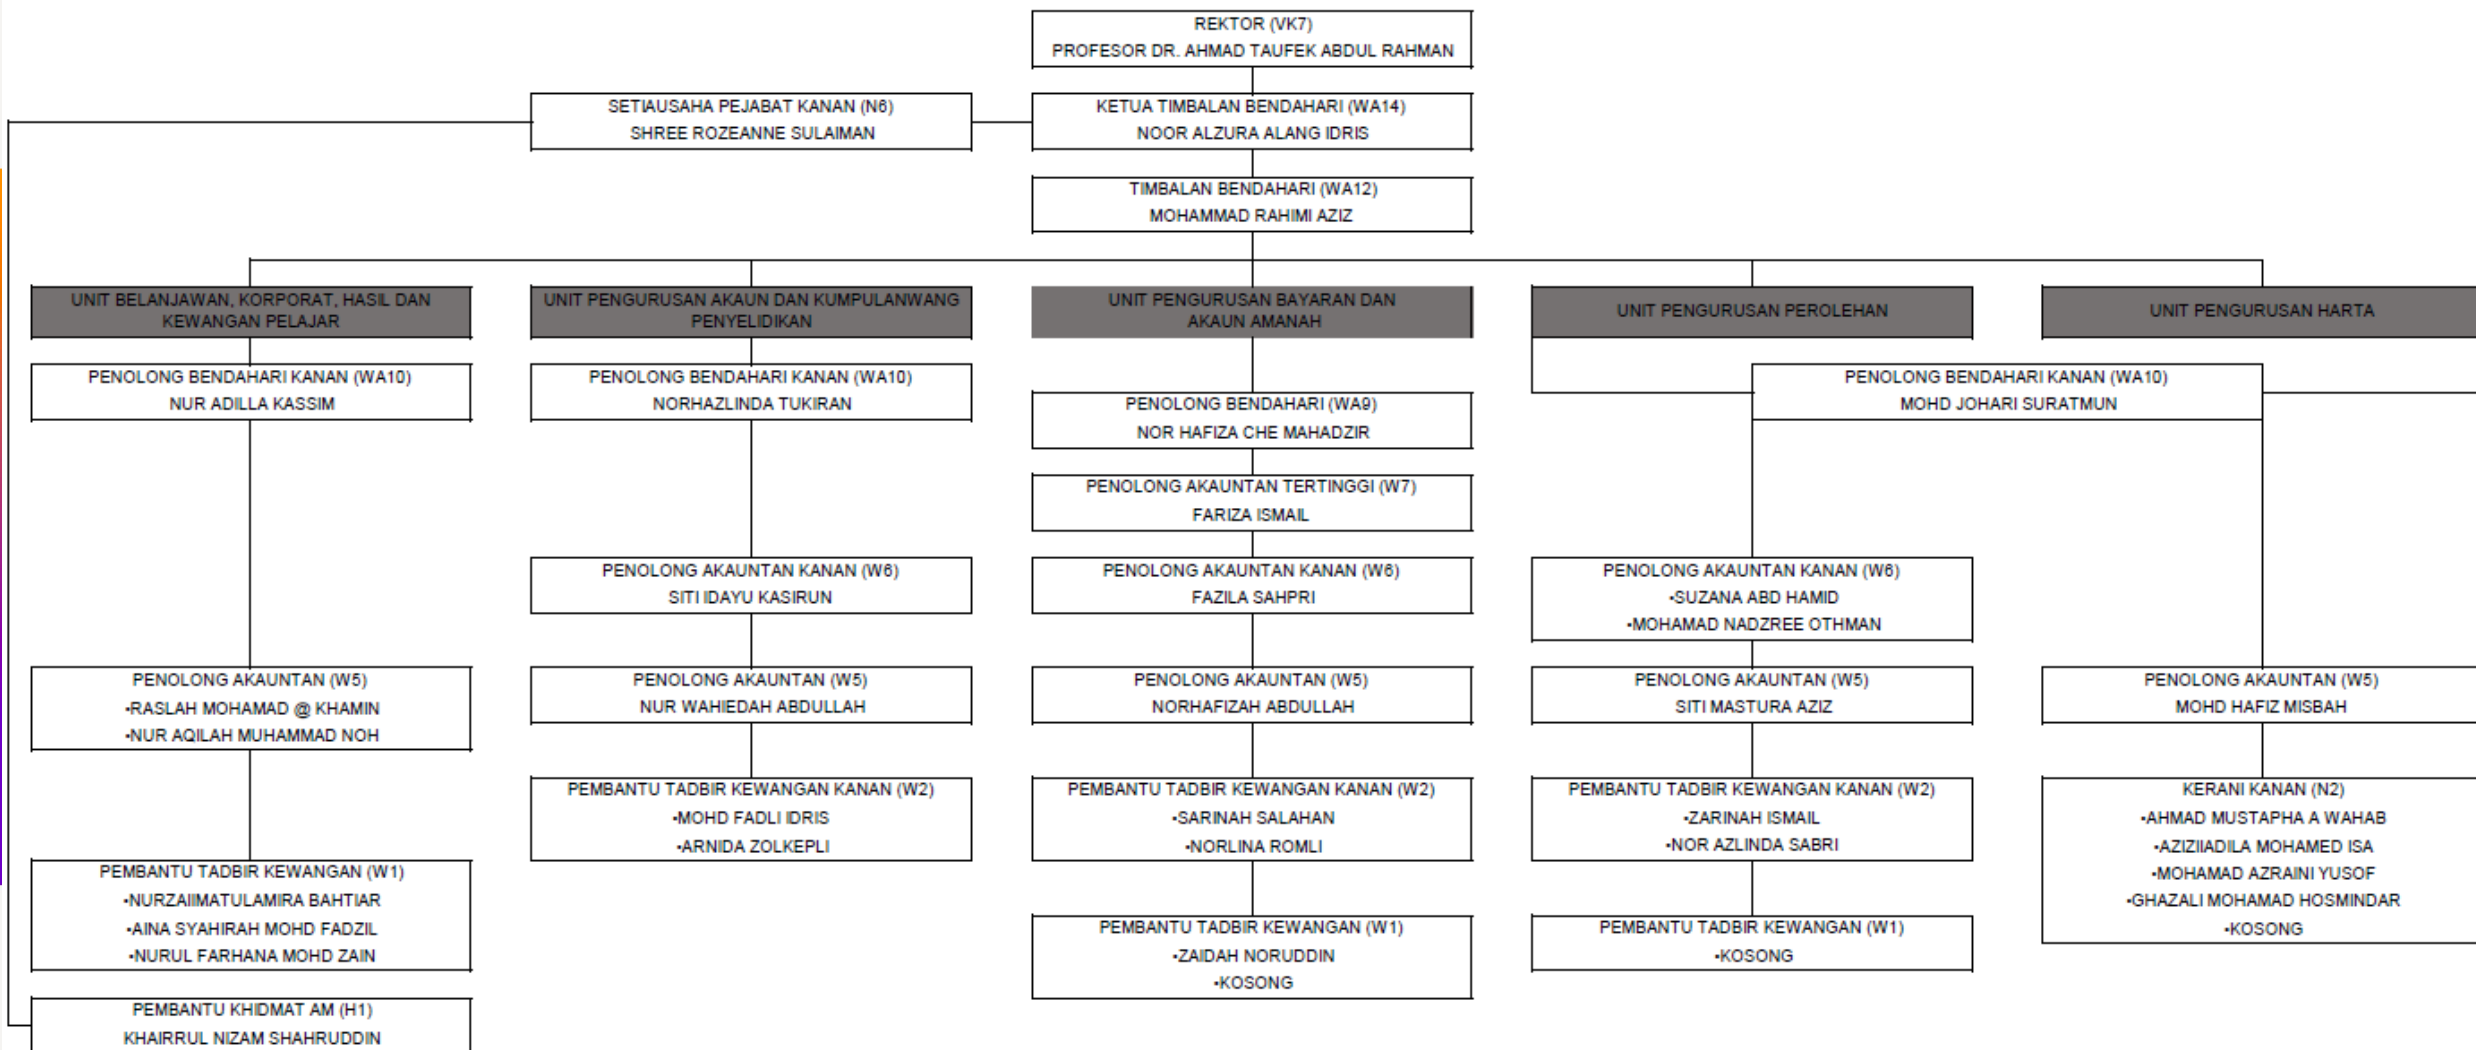 REKTOR (VK7)
PROFESOR DR. AHMAD TAUFEK ABDUL RAHMAN
SETIAUSAHA PEJABAT KANAN (N6)
SHREE ROZEANNE SULAIMAN
KETUA TIMBALAN BENDAHARI (WA14)
NOOR ALZURA ALANG IDRIS
TIMBALAN BENDAHARI (WA12)
MOHAMMAD RAHIMI AZIZ
UNIT BELANJAWAN, KORPORAT, HASIL DAN
KEWANGAN PELAJAR
PENOLONG BENDAHARI KANAN (WA10)
NUR ADILLA KASSIM
PENOLONG AKAUNTAN (W5)
•RASLAH MOHAMAD @ KHAMIN
•NUR AQILAH MUHAMMAD NOH
PEMBANTU TADBIR KEWANGAN (W1)
•NURZAIIMATULAMIRA BAHTIAR
•AINA SYAHIRAH MOHD FADZIL
•NURUL FARHANA MOHD ZAIN
PEMBANTU KHIDMAT AM (H1)
KHAIRRUL NIZAM SHAHRUDDIN
UNIT PENGURUSAN AKAUN DAN KUMPULANWANG
PENYELIDIKAN
PENOLONG BENDAHARI KANAN (WA10)
NORHAZLINDA TUKIRAN
PENOLONG AKAUNTAN KANAN (W6)
SITI IDAYU KASIRUN
PENOLONG AKAUNTAN (W5)
NUR WAHIEDAH ABDULLAH
PEMBANTU TADBIR KEWANGAN KANAN (W2)
•MOHD FADLI IDRIS
•ARNIDA ZOLKEPLI
UNIT PENGURUSAN BAYARAN DAN
AKAUN AMANAH
PENOLONG BENDAHARI (WA9)
NOR HAFIZA CHE MAHADZIR
PENOLONG AKAUNTAN TERTINGGI (W7)
FARIZA ISMAIL
PENOLONG AKAUNTAN KANAN (W6)
FAZILA SAHPRI
PENOLONG AKAUNTAN (W5)
NORHAFIZAH ABDULLAH
PEMBANTU TADBIR KEWANGAN KANAN (W2)
•SARINAH SALAHAN
•NORLINA ROMLI
PEMBANTU TADBIR KEWANGAN (W1)
•ZAIDAH NORUDDIN
•KOSONG
UNIT PENGURUSAN PEROLEHAN
UNIT PENGURUSAN HARTA
PENOLONG BENDAHARI KANAN (WA10)
MOHD JOHARI SURATMUN
PENOLONG AKAUNTAN KANAN (W6)
•SUZANA ABD HAMID
•MOHAMAD NADZREE OTHMAN
PENOLONG AKAUNTAN (W5)
SITI MASTURA AZIZ
PEMBANTU TADBIR KEWANGAN KANAN (W2)
•ZARINAH ISMAIL
•NOR AZLINDA SABRI
PEMBANTU TADBIR KEWANGAN (W1)
•KOSONG
PENOLONG AKAUNTAN (W5)
MOHD HAFIZ MISBAH
KERANI KANAN (N2)
•AHMAD MUSTAPHA A WAHAB
•AZIZIIADILA MOHAMED ISA
•MOHAMAD AZRAINI YUSOF
•GHAZALI MOHAMAD HOSMINDAR
•KOSONG